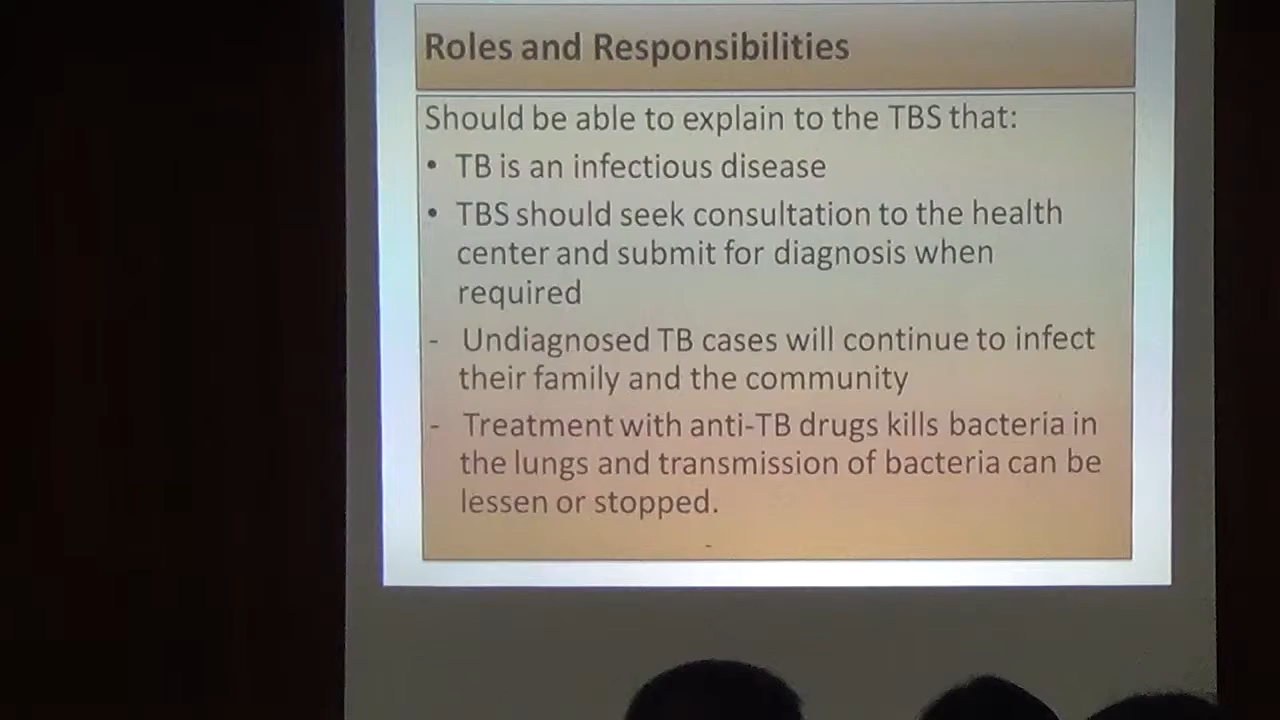 Roles and Responsibilities
Should be able to explain to the TBS that:
• TB is an infectious disease
• TBS should seek consultation to the health
center and submit for diagnosis when
required
- Undiagnosed TB cases will continue to infect
their family and the community
- Treatment with anti-TB drugs kills bacteria in
the lungs and transmission of bacteria can be
lessen or stopped.
-